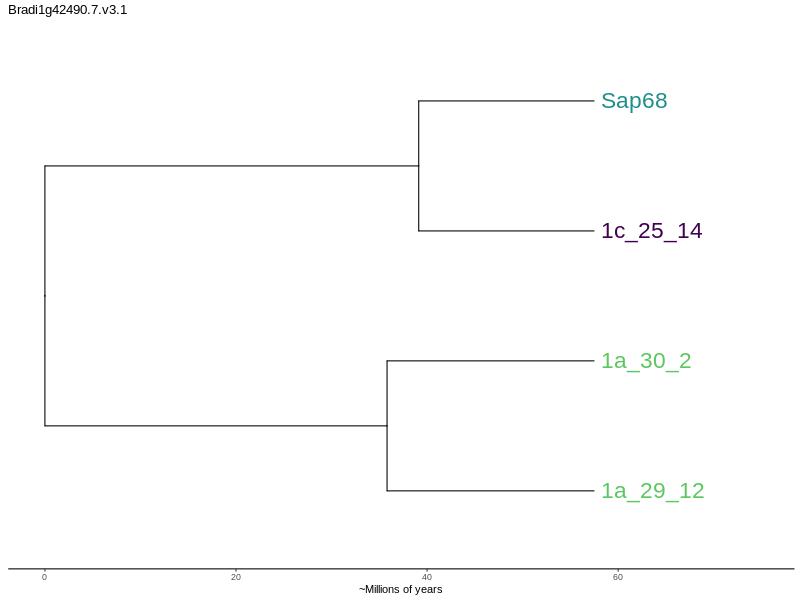 Bradi1g42490.7.v3.1
Sap68
1c_25_14
1a_30_2
1a_29_12
0 20 40 60
~Millions of years